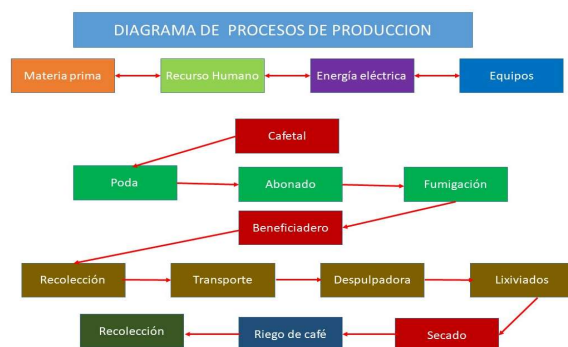 DIAGRAMA DE PROCESOS DE PRODUCCION
Materia prima
Recurso Humano
Energía eléctrica
Equipos
Cafetal
Poda
Abonado
Fumigación
Beneficiadero
Recolección
Transporte
Despulpadora
Lixiviados
Recolección
Riego de café
Secado